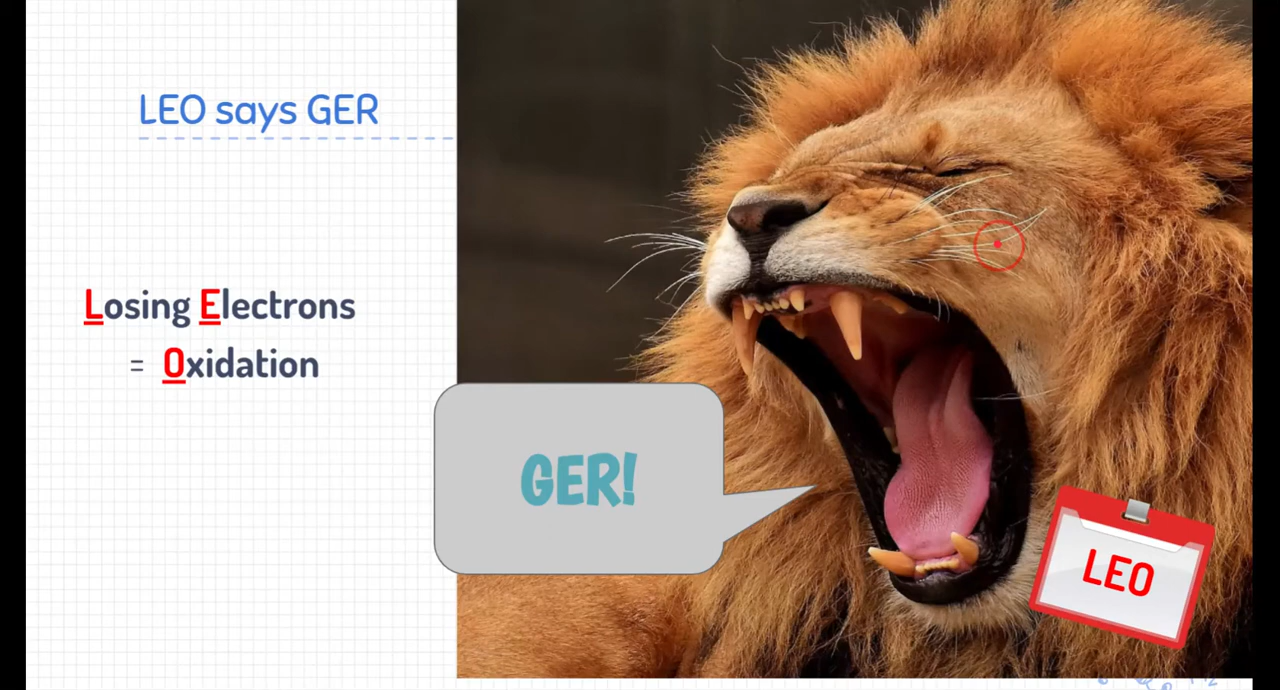 LEO says GER
Losing Electrons
= Oxidation
GER!
LEO